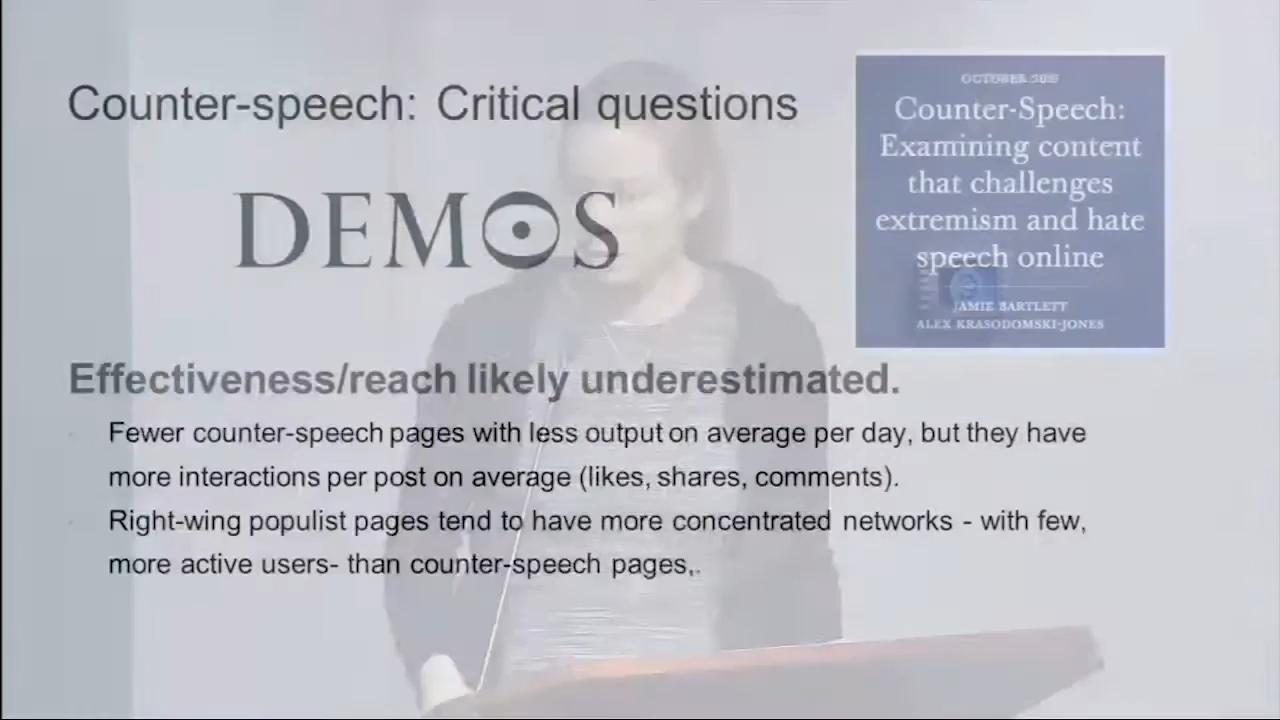 Counter-speech: Critical questions
DEMOS
OCTOBER 2015
Counter-Speech:
Examining content
that challenges
extremism and hate
speech online
JAMIE BARTLETT
ALEX KRASODOMSKI-JONES
Effectiveness/reach likely underestimated.
Fewer counter-speech pages with less output on average per day, but they have
more interactions per post on average (likes, shares, comments).
Right-wing populist pages tend to have more concentrated networks - with few,
more active users- than counter-speech pages,.